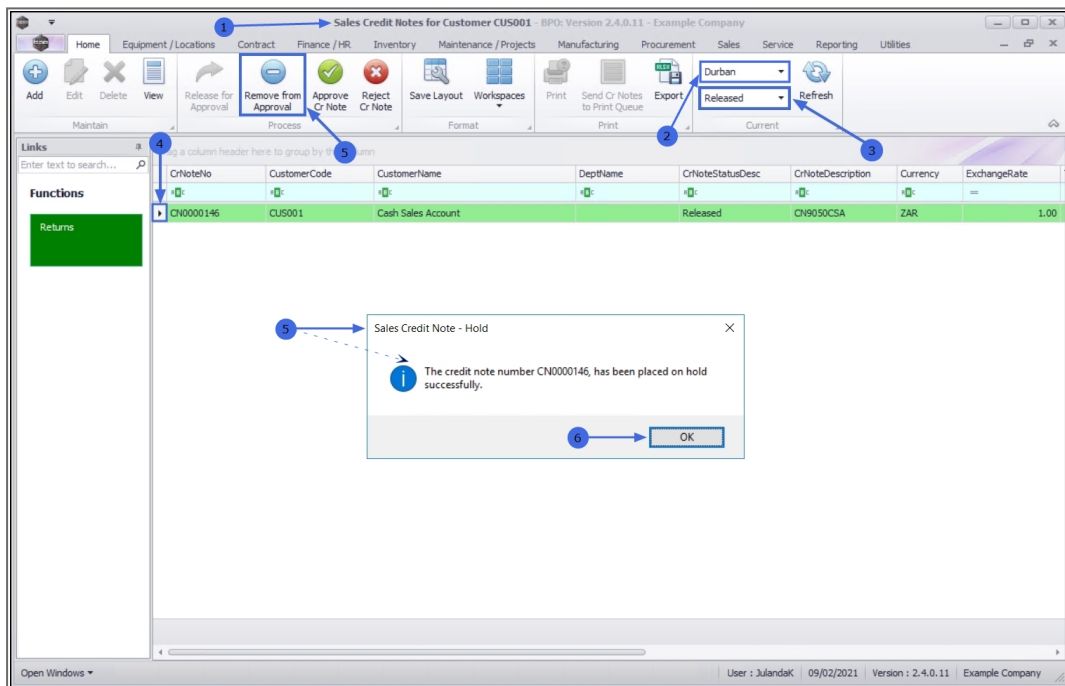 1
Sales Credit Notes for Customer CUS001 - BPO: Version 2.4.0.11 - Example Company
Home Equipment / Locations Contract Finance / HR Inventory Maintenance / Projects Manufacturing Procurement Sales Service Reporting Utilities
Add Edit Delete View Release for Approval Remove from Approval Approve Cr Note Reject Cr Note Save Layout Workspaces Print Send Cr Notes to Print Queue Export Durban Released Refresh
Maintain Process Format Print Current
2
3
4
5
Links
Enter text to search...
Functions
Returns
a column header here to group by
CrNoteNo CustomerCode CustomerName DeptName CrNoteStatusDesc CrNoteDescription Currency ExchangeRate
CN0000146 CUS001 Cash Sales Account Released CN9050CSA ZAR 1.00
5
Sales Credit Note - Hold
The credit note number CN0000146, has been placed on hold
successfully.
6
OK
Open Windows User : JulandaK 09/02/2021 Version : 2.4.0.11 Example Company